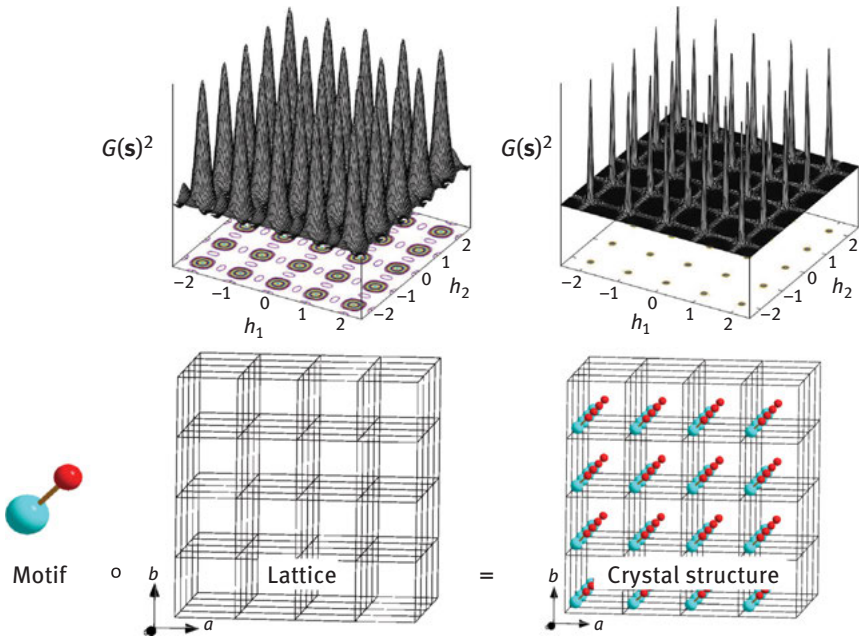 G(s)²
-2
-1
0
1
2
h₁
-2
-1
0
1
2
h₂
G(s)²
-2
-1
0
1
2
h₁
-2
-1
0
1
2
h₂
Motif o Lattice = Crystal structure
b
a
b
a